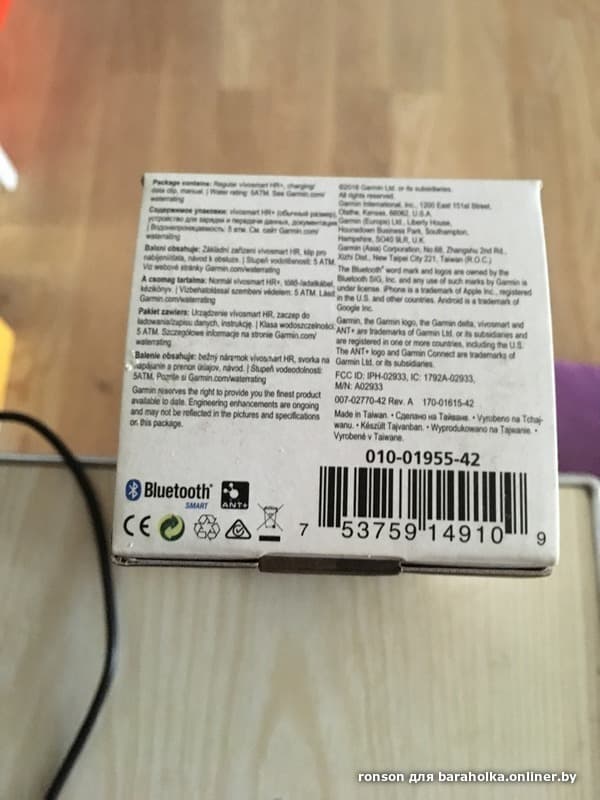 Package contains: Regular vivosmart HR+, charging/
data clip, manual. | Water rating: 5ATM. See Garmin.com/
waterrating
Содержимое упаковки: vivosmart HR+ (обычный размер),
устройство для зарядки и передачи данных, документация
Водонепроницаемость: 5 атм. См. сайт Garmin.com/
waterrating
Balení obsahuje: Základní zařízení vivosmart HR, klip pro
nabíjení/data, návod k obsluze. | Stupeň vodotěsnosti: 5 ATM
Viz webové stránky Garmin.com/waterrating
A csomag tartalma: Normál vivosmart HR+, töltő-/adatkábel,
kézikönyv. | Vízbehatolással szembeni védelem: 5 ATM. Lásd
Garmin.com/waterrating
Pakiet zawiera: Urządzenie vivosmart HR, zaczep do
ładowania/zapisu danych, instrukcję. | Klasa wodoszczelności:
5 ATM. Szczegółowe informacje na stronie Garmin.com/
waterrating
Balenie obsahuje: bežný náramok vivosmart HR, svorka na
napájanie a prenos údajov, návod. | Stupeň vodeodolnosti:
5ATM. Pozrite si Garmin.com/waterrating
Garmin reserves the right to provide you the finest product
available to date. Engineering enhancements are ongoing
and may not be reflected in the pictures and specifications
on this package.
Bluetooth®
SMART
ANT+
CE
©2016 Garmin Ltd. or its subsidiaries.
All rights reserved.
Garmin International, Inc., 1200 East 151st Street,
Olathe, Kansas, 66062, U.S.A.
Garmin (Europe) Ltd., Liberty House,
Hounsdown Business Park, Southampton,
Hampshire, SO40 9LR, U.K.
Garmin (Asia) Corporation, No.68, Zhangshu 2nd Rd.,
Xizhi Dist., New Taipei City 221, Taiwan (R.O.C.)
The Bluetooth® word mark and logos are owned by the
Bluetooth SIG, Inc. and any use of such marks by Garmin is
under license. iPhone is a trademark of Apple Inc., registered
in the U.S. and other countries. Android is a trademark of
Google Inc.
Garmin, the Garmin logo, the Garmin delta, vivosmart and
ANT+ are trademarks of Garmin Ltd. or its subsidiaries and
are registered in one or more countries, including the U.S.
The ANT+ logo and Garmin Connect are trademarks of
Garmin Ltd. or its subsidiaries.
FCC ID: IPH-02933, IC: 1792A-02933,
M/N: A02933
007-02770-42 Rev. A 170-01615-42
Made in Taiwan. • Сделано на Тайване. • Vyrobeno na Tchaj-
wanu. • Készült Tajvanban. • Wyprodukowano na Tajwanie. •
Vyrobené v Taiwane.
010-01955-42
7 53759 14910 9
ronson для baraholka.onliner.by